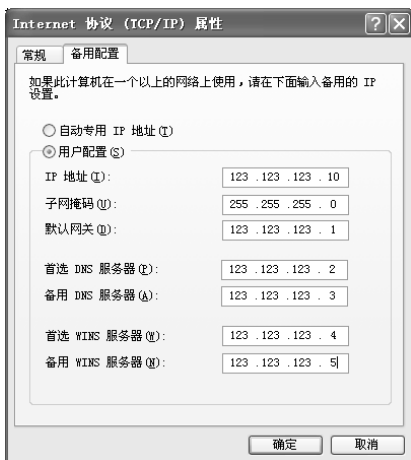 Internet 协议 (TCP/IP) 属性
常规 备用配置
如果此计算机在一个以上的网络上使用，请在下面输入备用的 IP
设置。
自动专用 IP 地址(T)
用户配置(S)
IP 地址(I): 123 . 123 . 123 . 10
子网掩码(U): 255 . 255 . 255 . 0
默认网关(D): 123 . 123 . 123 . 1
首选 DNS 服务器(P): 123 . 123 . 123 . 2
备用 DNS 服务器(A): 123 . 123 . 123 . 3
首选 WINS 服务器(W): 123 . 123 . 123 . 4
备用 WINS 服务器(N): 123 . 123 . 123 . 5
确定 取消